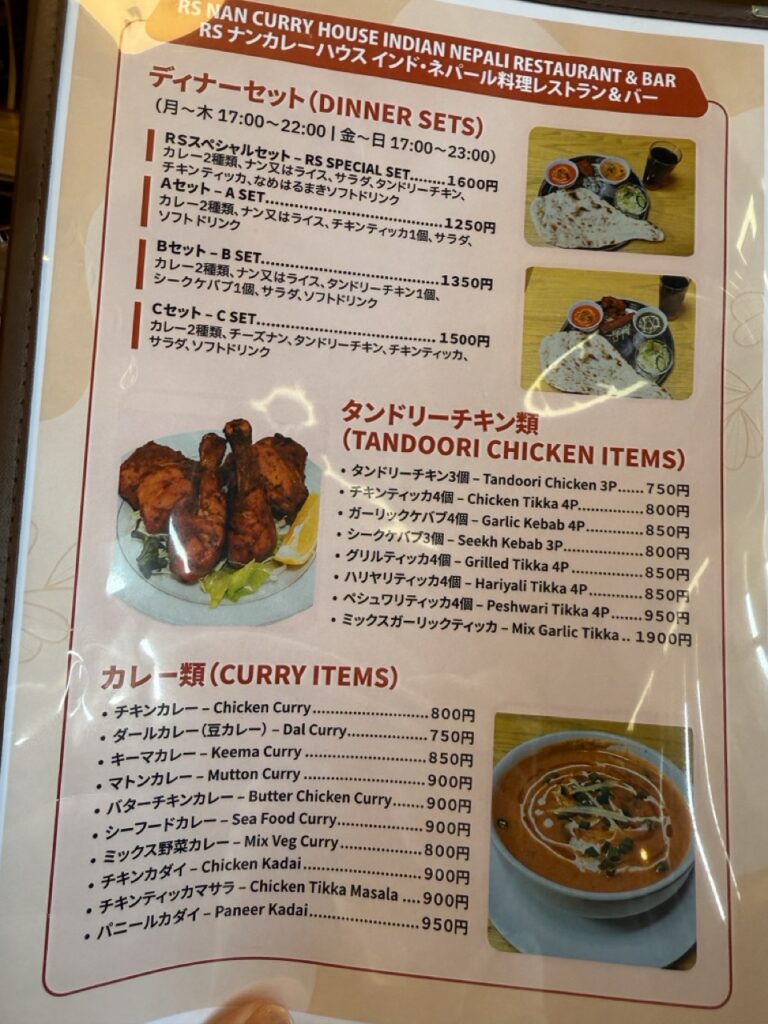 RS NAN CURRY HOUSE INDIAN NEPALI RESTAURANT & BAR
RS ナンカレーハウス インド・ネパール料理レストラン＆バー
ディナーセット（DINNER SETS）
（月～木 17:00～22:00 | 金～日 17:00～23:00）
RSスペシャルセット – RS SPECIAL SET........1600円
カレー2種類、ナン又はライス、サラダ、タンドリーチキン、
チキンティッカ、なめはるまきソフトドリンク
Aセット – A SET........1250円
カレー2種類、ナン又はライス、チキンティッカ1個、サラダ、
ソフトドリンク
Bセット – B SET........1350円
カレー2種類、ナン又はライス、タンドリーチキン1個、
シークケバブ1個、サラダ、ソフトドリンク
Cセット – C SET........1500円
カレー2種類、チーズナン、タンドリーチキン、チキンティッカ、
サラダ、ソフトドリンク
タンドリーチキン類
（TANDOORI CHICKEN ITEMS）
• タンドリーチキン3個 – Tandoori Chicken 3P......750円
• チキンティッカ4個 – Chicken Tikka 4P........800円
• ガーリックケバブ4個 – Garlic Kebab 4P........850円
• シークケバブ3個 – Seekh Kebab 3P........800円
• グリルティッカ4個 – Grilled Tikka 4P........850円
• ハリヤリティッカ4個 – Hariyali Tikka 4P........850円
• ペシュワリティッカ4個 – Peshwari Tikka 4P......950円
• ミックスガーリックティッカ – Mix Garlic Tikka.. 1900円
カレー類（CURRY ITEMS）
• チキンカレー – Chicken Curry........800円
• ダールカレー（豆カレー） – Dal Curry........750円
• キーマカレー – Keema Curry ........850円
• マトンカレー – Mutton Curry ........900円
• バターチキンカレー – Butter Chicken Curry......900円
• シーフードカレー – Sea Food Curry........900円
• ミックス野菜カレー – Mix Veg Curry........800円
• チキンカダイ – Chicken Kadai........900円
• チキンティッカマサラ – Chicken Tikka Masala ....900円
• パニールカダイ – Paneer Kadai........950円